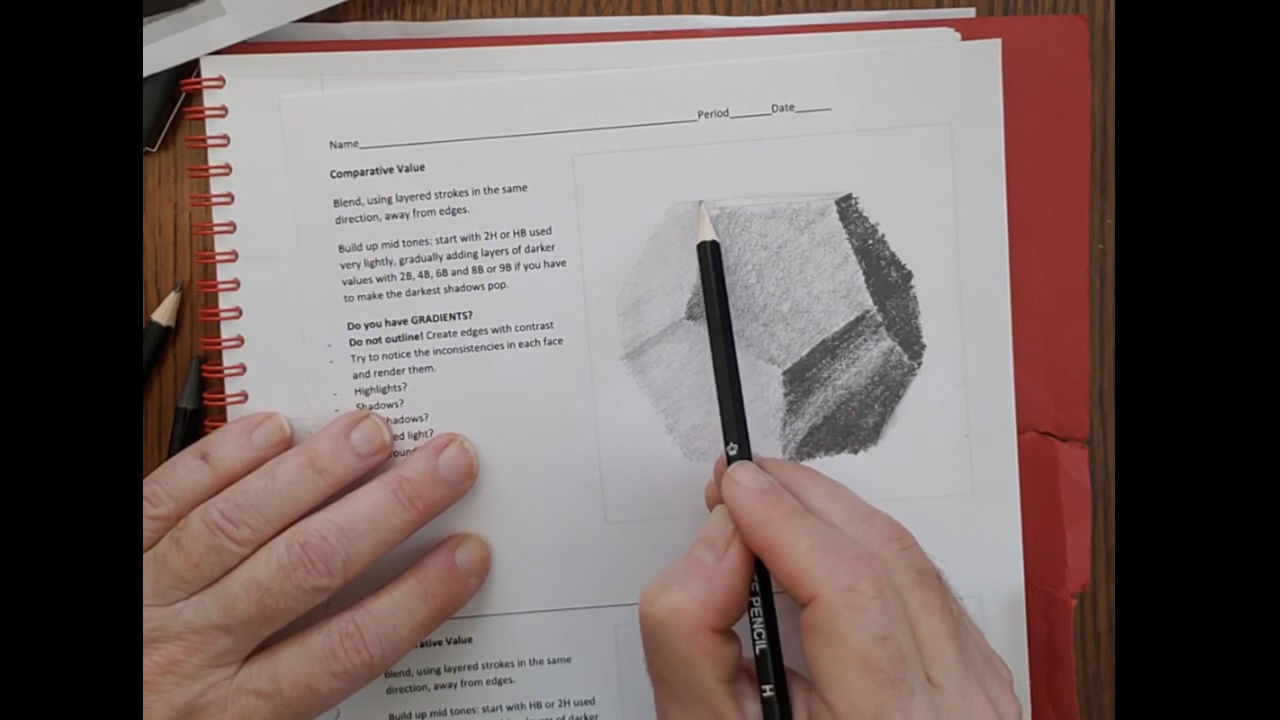 Name____Period____Date____
Comparative Value
Blend, using layered strokes in the same
direction, away from edges.
Build up mid tones: start with 2H or HB used
very lightly, gradually adding layers of darker
values with 2B, 4B, 6B and 8B or 9B if you have
to make the darkest shadows pop.
Do you have GRADIENTS?
- Do not outline! Create edges with contrast
- Try to notice the inconsistencies in each face
and render them.
- Highlights?
- Shadows?
hadows?
ed light?
PENCIL H
Value
Blend, using layered strokes in the same
direction, away from edges.
Build up mid tones: start with HB or 2H used